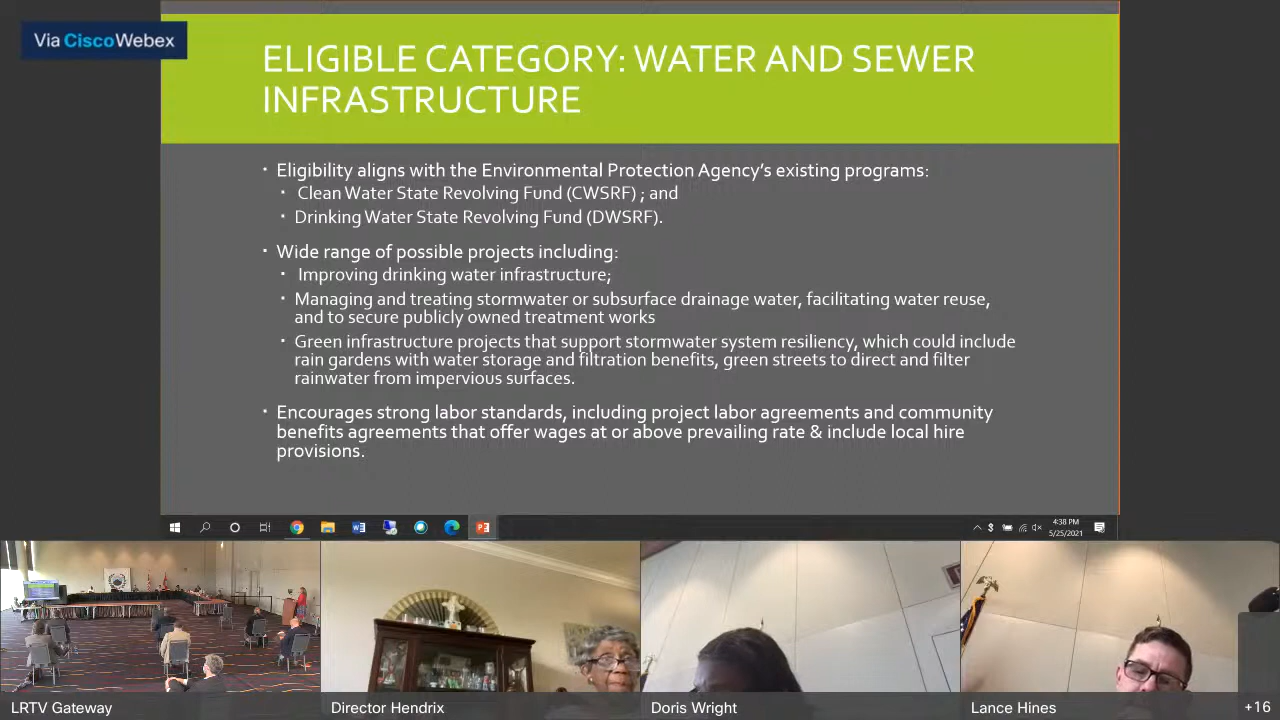 Via Cisco Webex
ELIGIBLE CATEGORY: WATER AND SEWER
INFRASTRUCTURE
• Eligibility aligns with the Environmental Protection Agency’s existing programs:
• Clean Water State Revolving Fund (CWSRF) ; and
• Drinking Water State Revolving Fund (DWSRF).
• Wide range of possible projects including:
• Improving drinking water infrastructure;
• Managing and treating stormwater or subsurface drainage water, facilitating water reuse,
and to secure publicly owned treatment works
• Green infrastructure projects that support stormwater system resiliency, which could include
rain gardens with water storage and filtration benefits, green streets to direct and filter
rainwater from impervious surfaces.
• Encourages strong labor standards, including project labor agreements and community
benefits agreements that offer wages at or above prevailing rate & include local hire
provisions.
4:38 PM
5/25/2021
LRTV Gateway
Director Hendrix
Doris Wright
Lance Hines
+16